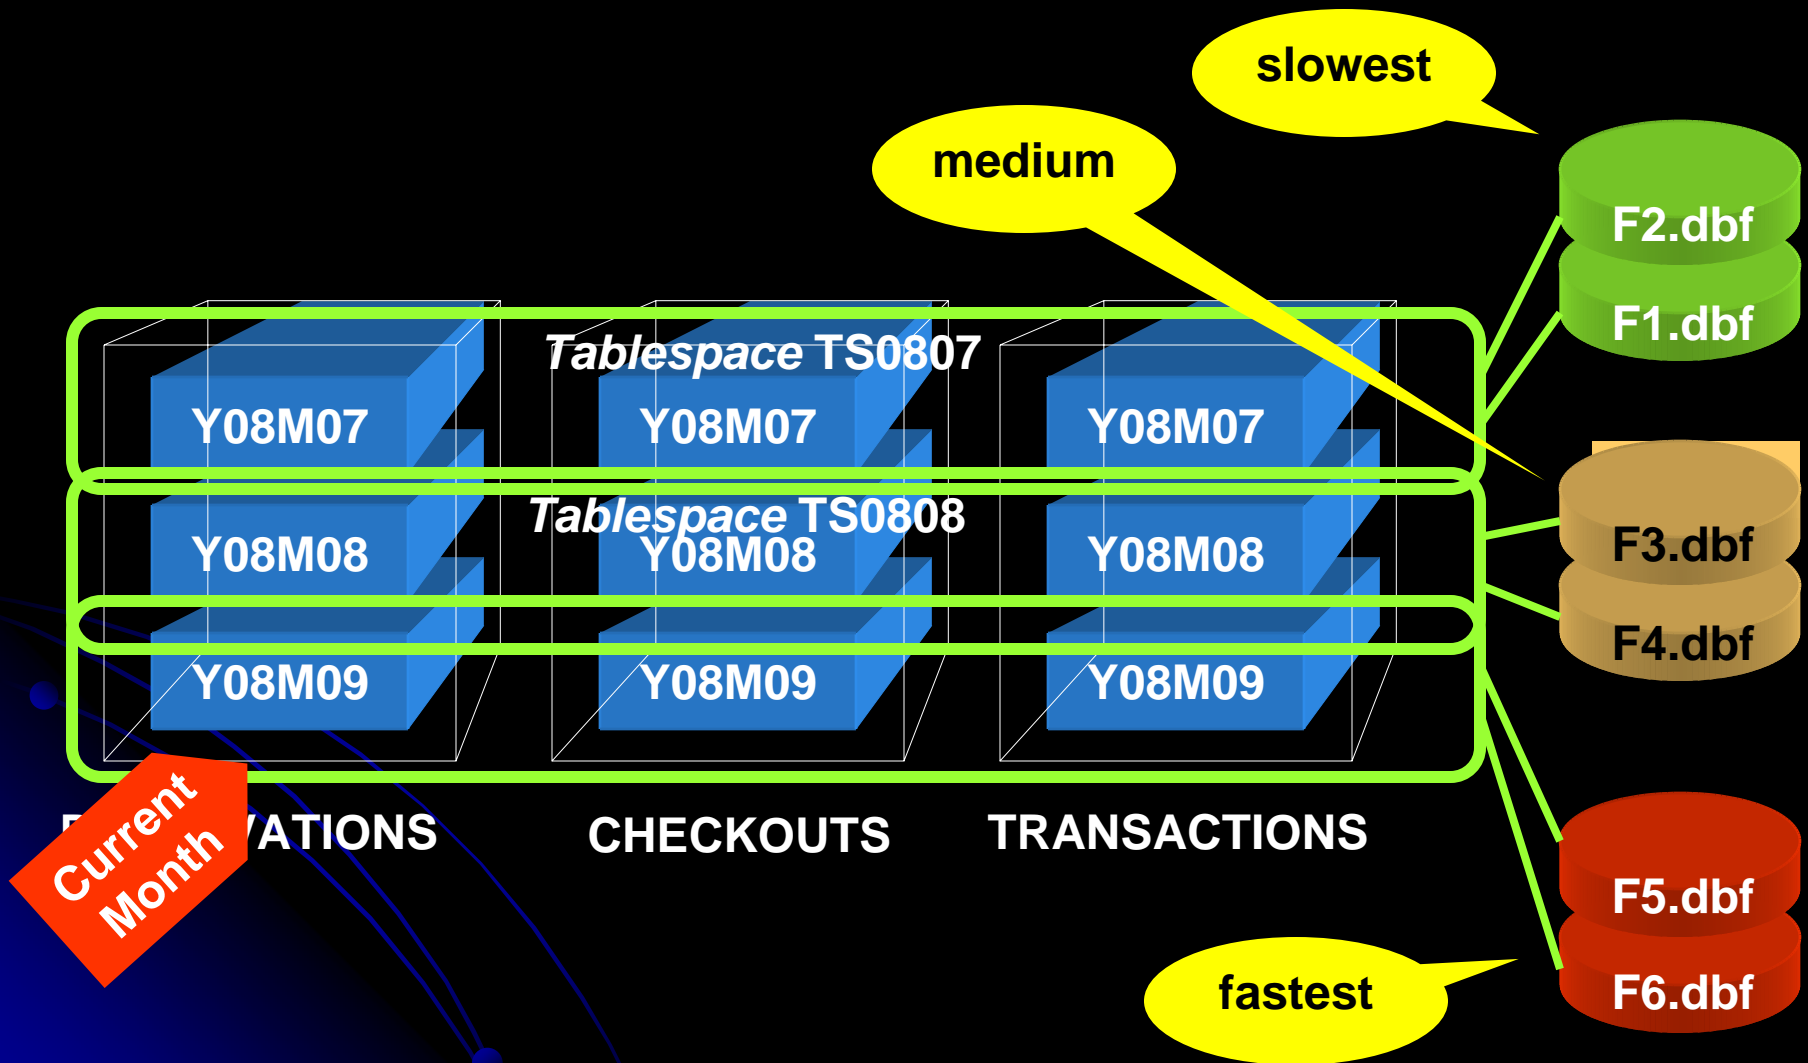 slowest
medium
F2.dbf
F1.dbf
Tablespace TS0807
Y08M07
Y08M07
Y08M07
Tablespace TS0808
Y08M08
Y08M08
Y08M08
F3.dbf
F4.dbf
Y08M09
Y08M09
Y08M09
Current
Month
VATIONS
CHECKOUTS
TRANSACTIONS
F5.dbf
F6.dbf
fastest